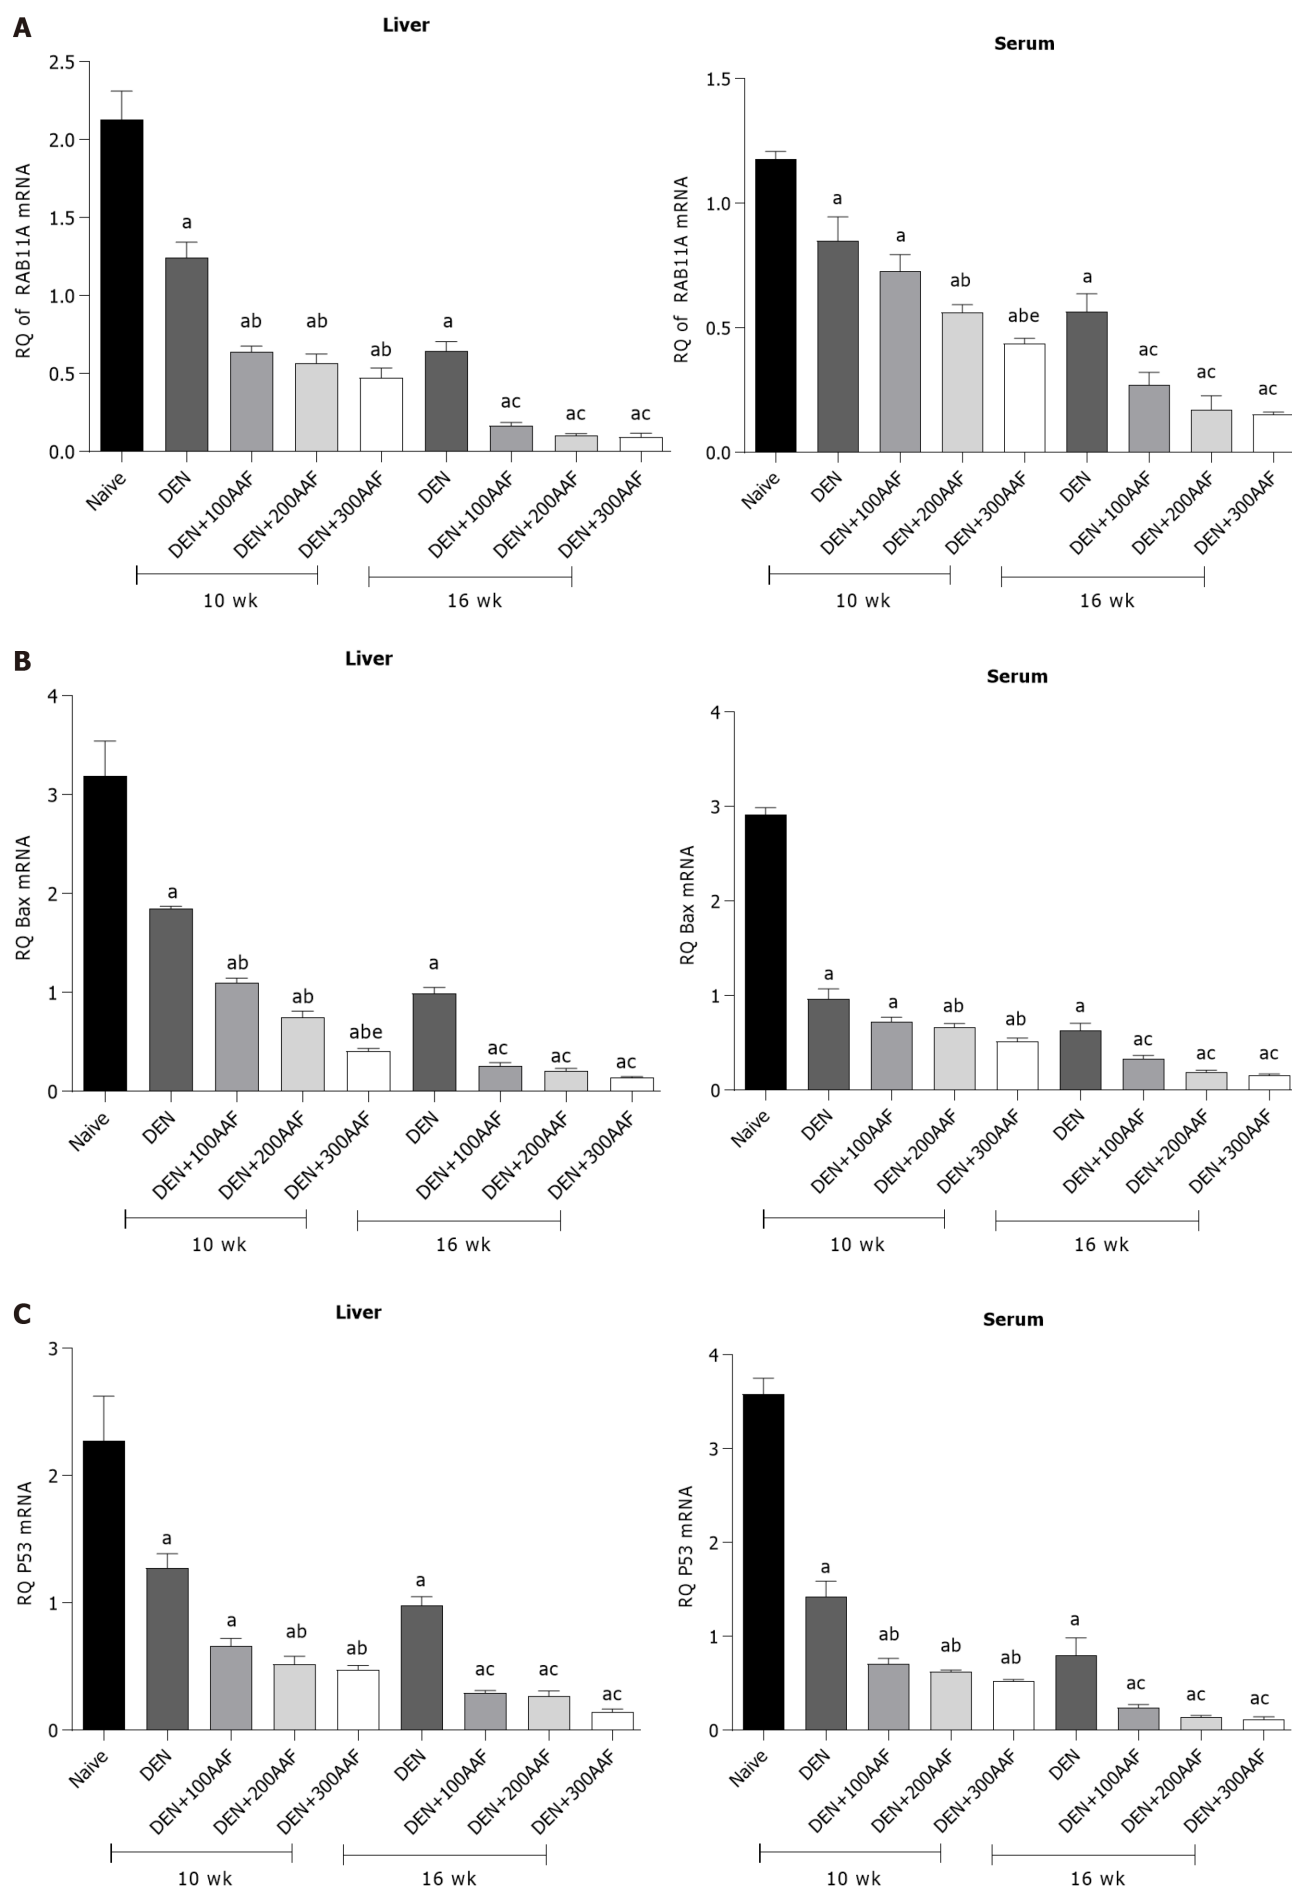 A
Liver
RQ of RAB11A mRNA
2.5
2.0
1.5
1.0
0.5
0.0
a
ab
ab
ab
a
ac
ac
ac
Naive
DEN
DEN+100AAF
DEN+200AAF
DEN+300AAF
DEN
DEN+100AAF
DEN+200AAF
DEN+300AAF
10 wk
16 wk
Serum
RQ of RAB11A mRNA
1.5
1.0
0.5
0.0
a
a
ab
abe
a
ac
ac
ac
Naive
DEN
DEN+100AAF
DEN+200AAF
DEN+300AAF
DEN
DEN+100AAF
DEN+200AAF
DEN+300AAF
10 wk
16 wk
B
Liver
RQ Bax mRNA
4
3
2
1
0
a
ab
ab
abe
a
ac
ac
ac
Naive
DEN
DEN+100AAF
DEN+200AAF
DEN+300AAF
DEN
DEN+100AAF
DEN+200AAF
DEN+300AAF
10 wk
16 wk
Serum
RQ Bax mRNA
4
3
2
1
0
a
a
ab
ab
a
ac
ac
ac
Naive
DEN
DEN+100AAF
DEN+200AAF
DEN+300AAF
DEN
DEN+100AAF
DEN+200AAF
DEN+300AAF
10 wk
16 wk
C
Liver
RQ P53 mRNA
3
2
1
0
a
a
ab
ab
a
ac
ac
ac
Naive
DEN
DEN+100AAF
DEN+200AAF
DEN+300AAF
DEN
DEN+100AAF
DEN+200AAF
DEN+300AAF
10 wk
16 wk
Serum
RQ P53 mRNA
4
3
2
1
0
a
ab
ab
ab
a
ac
ac
ac
Naive
DEN
DEN+100AAF
DEN+200AAF
DEN+300AAF
DEN
DEN+100AAF
DEN+200AAF
DEN+300AAF
10 wk
16 wk